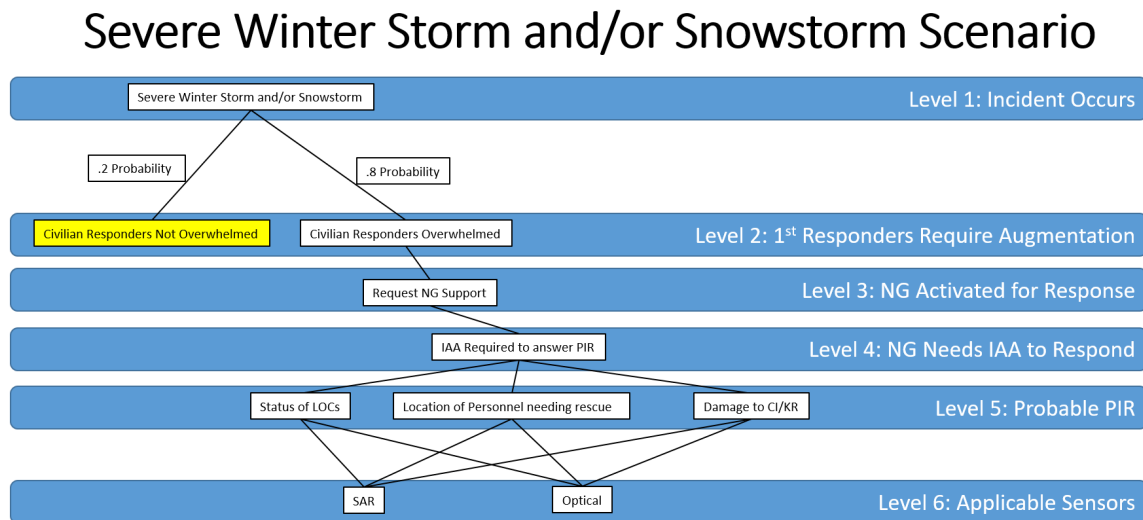 Severe Winter Storm and/or Snowstorm Scenario
Severe Winter Storm and/or Snowstorm
Level 1: Incident Occurs
.2 Probability
.8 Probability
Civilian Responders Not Overwhelmed
Civilian Responders Overwhelmed
Level 2: 1st Responders Require Augmentation
Request NG Support
Level 3: NG Activated for Response
IAA Required to answer PIR
Level 4: NG Needs IAA to Respond
Status of LOCs
Location of Personnel needing rescue
Damage to CI/KR
Level 5: Probable PIR
SAR
Optical
Level 6: Applicable Sensors